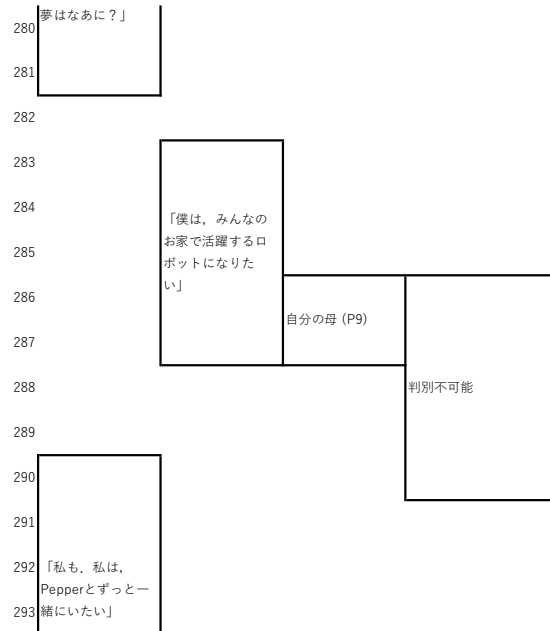 280
夢はなあに？」
281
282
283
284
285
286
287
288
289
290
291
292
293
「僕は，みんなの
お家で活躍するロ
ボットになりた
い」
自分の母 (P9)
判別不可能
「私も．私は，
Pepperとずっと一
緒にいたい」